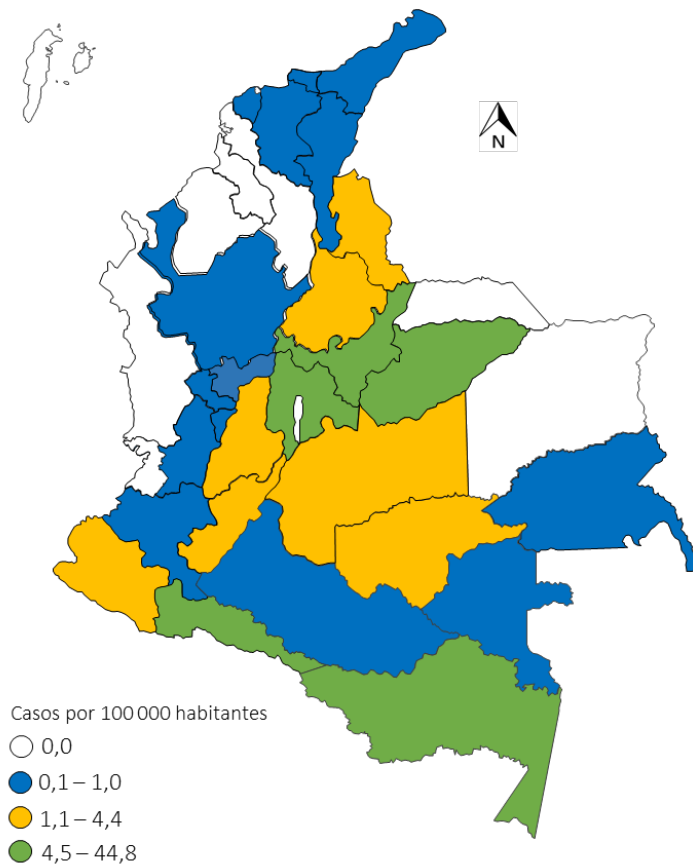 N
Casos por 100 000 habitantes
0,0
0,1 – 1,0
1,1 – 4,4
4,5 – 44,8